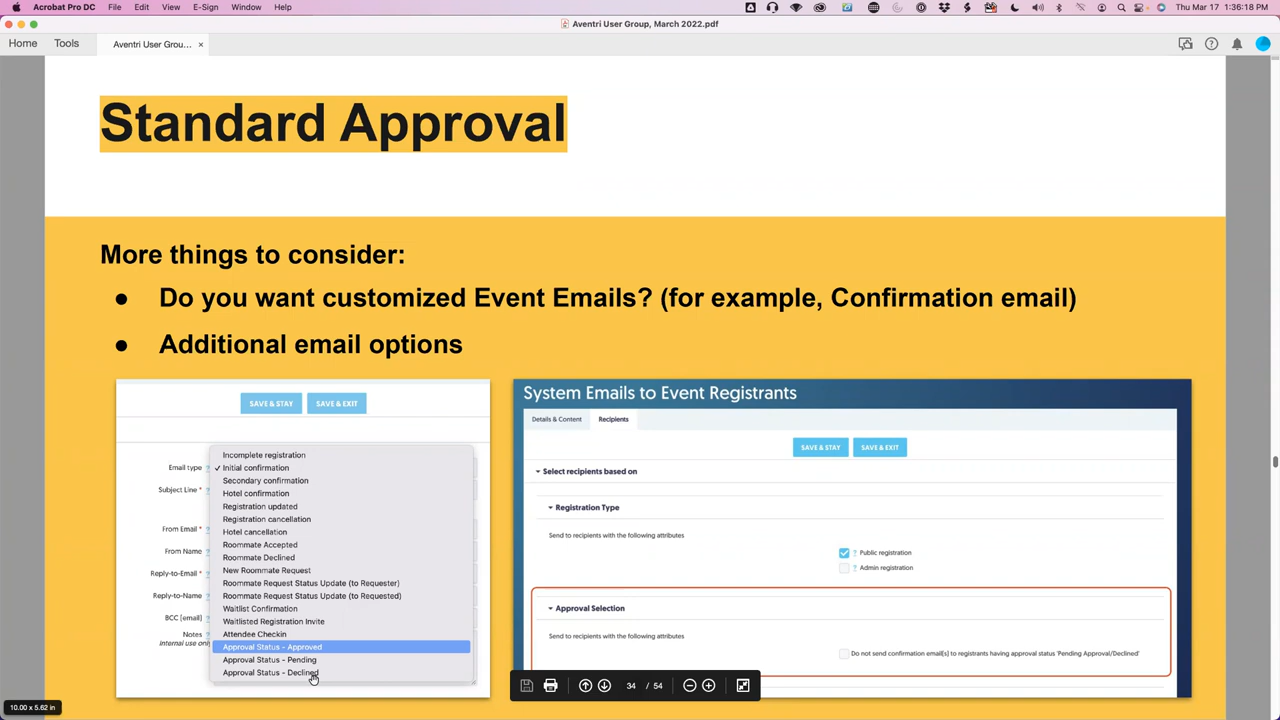 Acrobat Pro DC File Edit View E-Sign Window Help
Thu Mar 17 1:36:18 PM
Aventri User Group, March 2022.pdf
Home Tools Aventri User Grou... ×
Standard Approval
More things to consider:
● Do you want customized Event Emails? (for example, Confirmation email)
● Additional email options
SAVE & STAY SAVE & EXIT
Email type ?
Subject Line * ?
From Email * ?
From Name ?
Reply-to-Email * ?
Reply-to-Name ?
BCC [email] ?
Notes
Internal use only
Incomplete registration
✓ Initial confirmation
Secondary confirmation
Hotel confirmation
Registration updated
Registration cancellation
Hotel cancellation
Roommate Accepted
Roommate Declined
New Roommate Request
Roommate Request Status Update (to Requester)
Roommate Request Status Update (to Requested)
Waitlist Confirmation
Waitlisted Registration Invite
Attendee Checkin
Approval Status - Approved
Approval Status - Pending
Approval Status - Declined
System Emails to Event Registrants
Details & Content Recipients
SAVE & STAY SAVE & EXIT
Select recipients based on
Registration Type
Send to recipients with the following attributes
? Public registration
? Admin registration
Approval Selection
Send to recipients with the following attributes
Do not send confirmation email(s) to registrants having approval status 'Pending Approval/Declined'
34 / 54
10.00 x 5.62 in